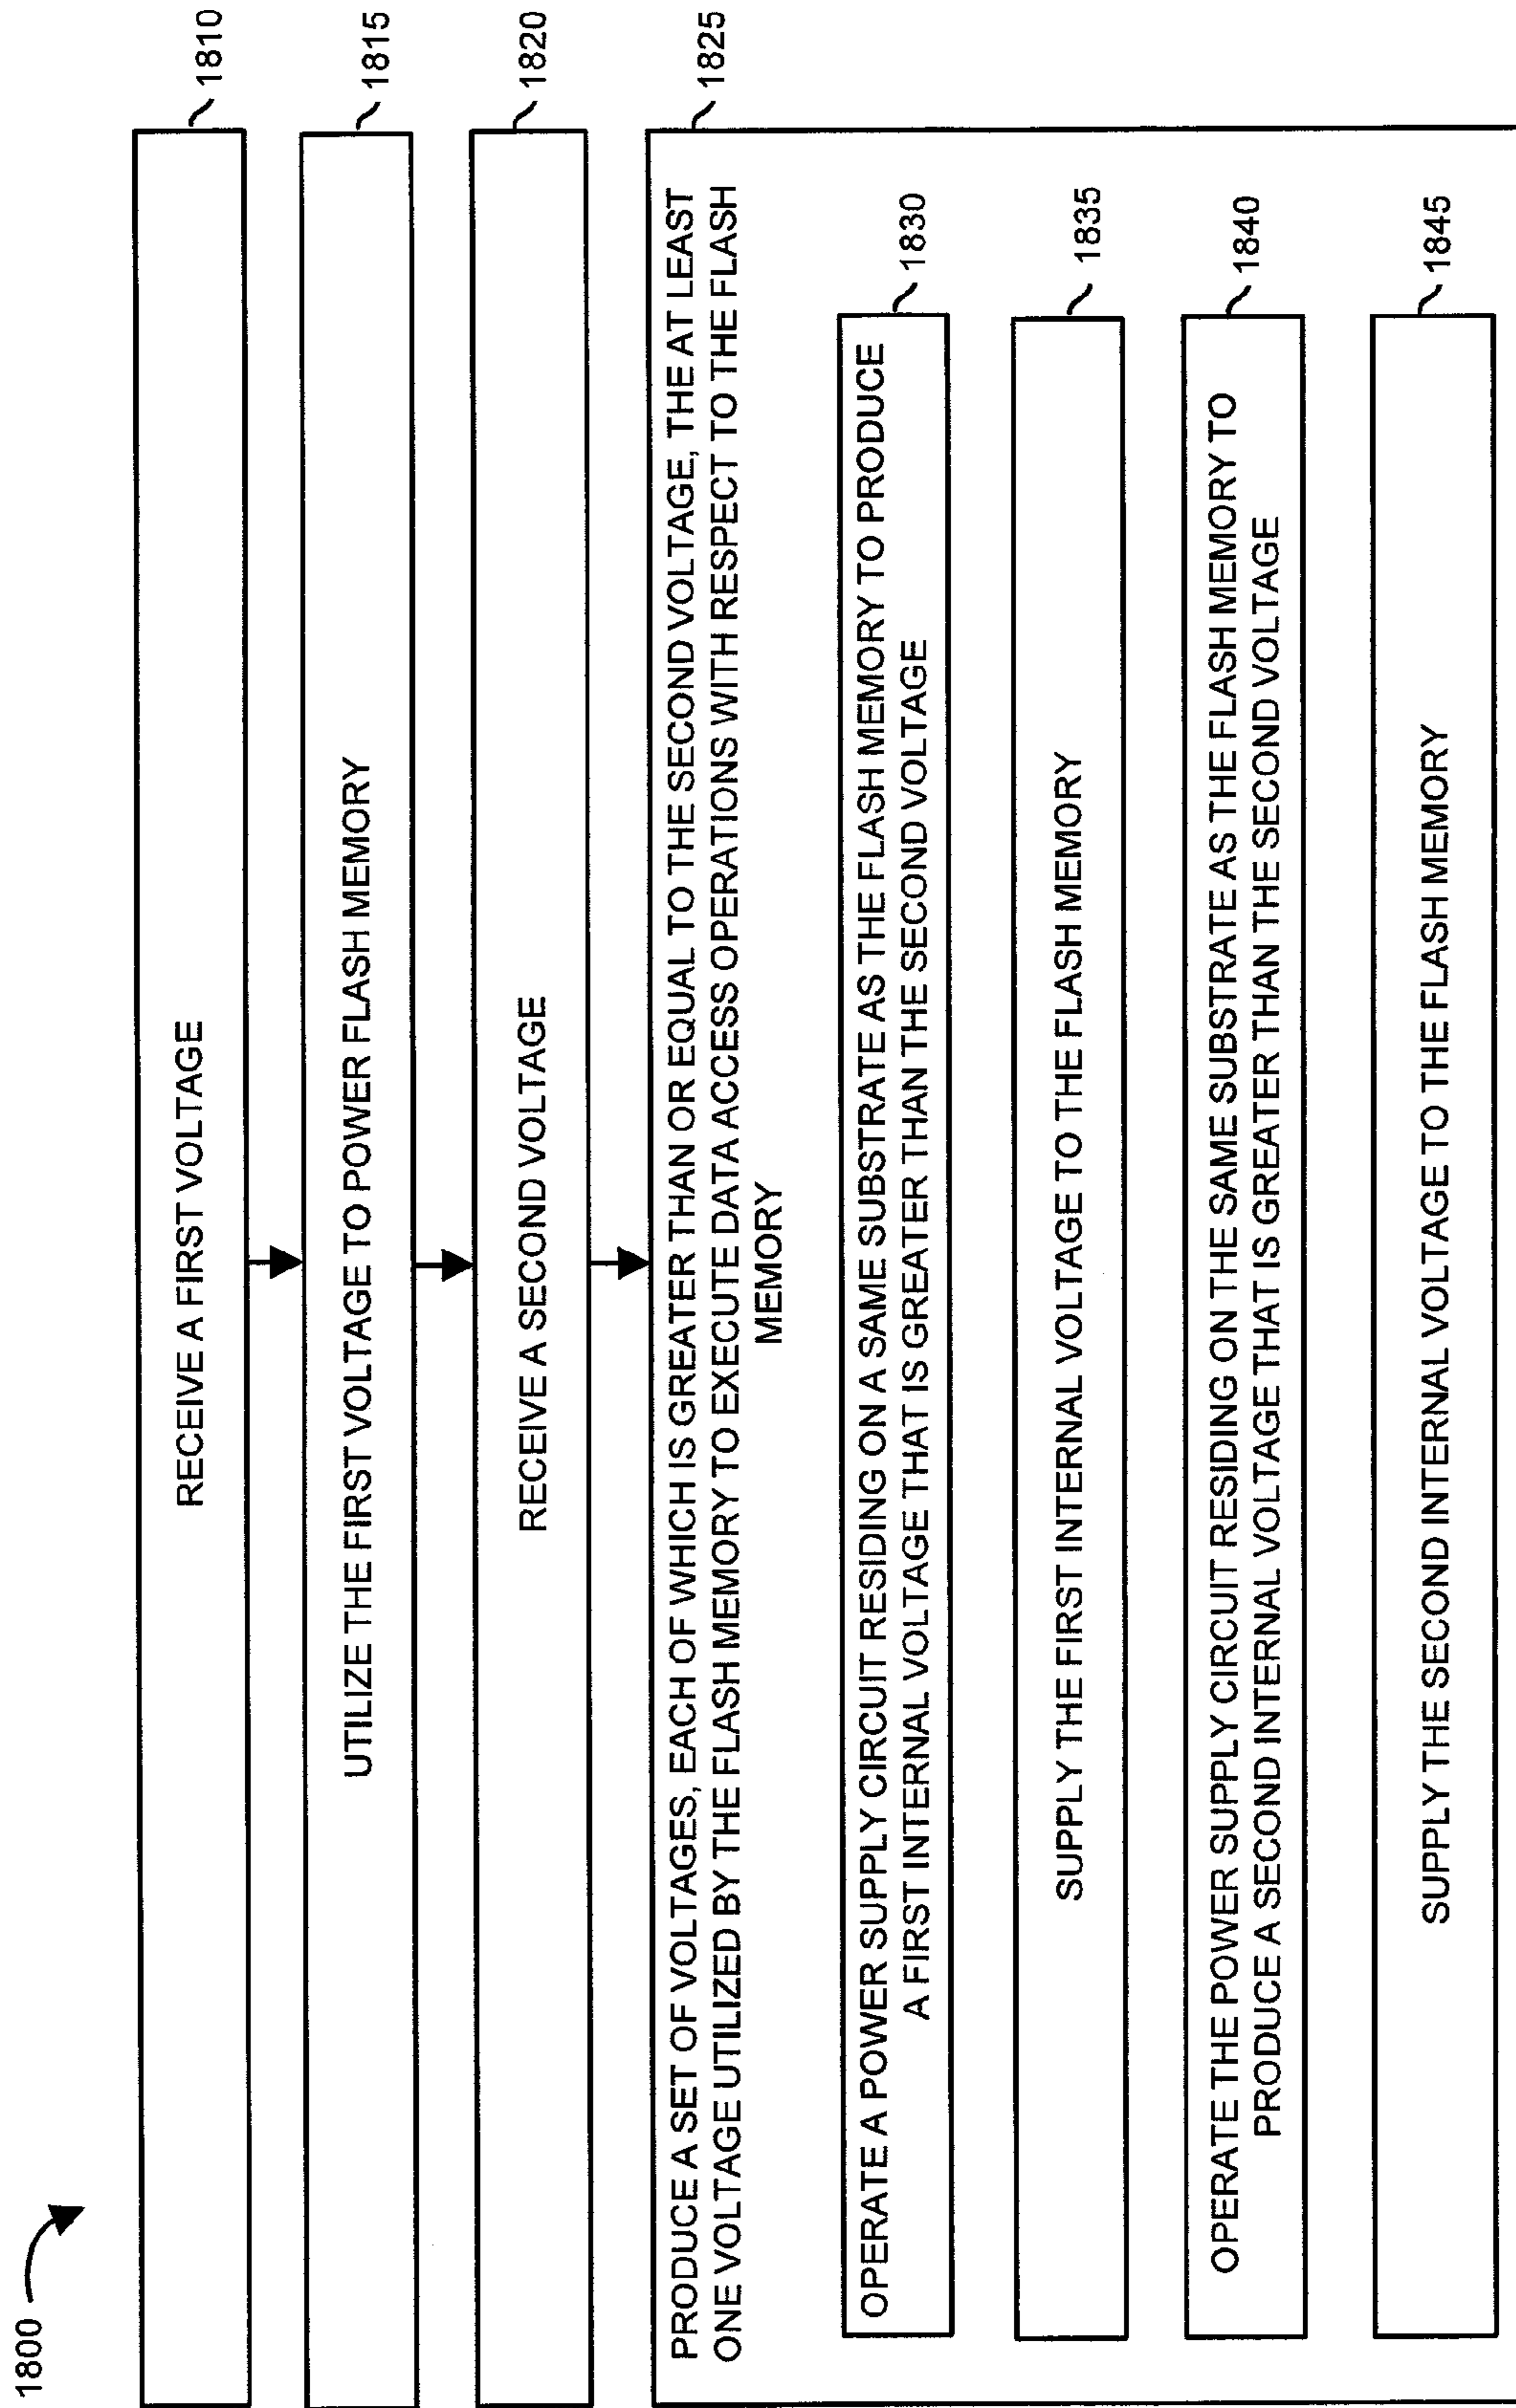 1800
RECEIVE A FIRST VOLTAGE
1810
UTILIZE THE FIRST VOLTAGE TO POWER FLASH MEMORY
1815
RECEIVE A SECOND VOLTAGE
1820
1825
PRODUCE A SET OF VOLTAGES, EACH OF WHICH IS GREATER THAN OR EQUAL TO THE SECOND VOLTAGE, THE AT LEAST
ONE VOLTAGE UTILIZED BY THE FLASH MEMORY TO EXECUTE DATA ACCESS OPERATIONS WITH RESPECT TO THE FLASH
MEMORY
OPERATE A POWER SUPPLY CIRCUIT RESIDING ON A SAME SUBSTRATE AS THE FLASH MEMORY TO PRODUCE
A FIRST INTERNAL VOLTAGE THAT IS GREATER THAN THE SECOND VOLTAGE
1830
SUPPLY THE FIRST INTERNAL VOLTAGE TO THE FLASH MEMORY
1835
OPERATE THE POWER SUPPLY CIRCUIT RESIDING ON THE SAME SUBSTRATE AS THE FLASH MEMORY TO
PRODUCE A SECOND INTERNAL VOLTAGE THAT IS GREATER THAN THE SECOND VOLTAGE
1840
SUPPLY THE SECOND INTERNAL VOLTAGE TO THE FLASH MEMORY
1845